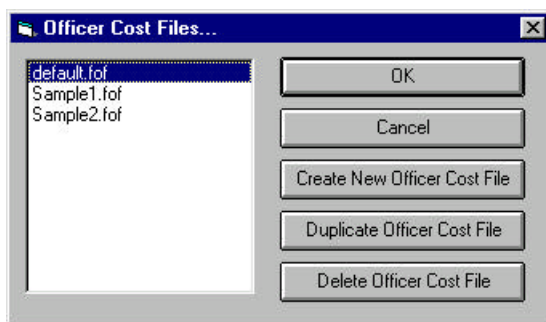 Officer Cost Files...
default.fof
Sample1.fof
Sample2.fof
OK
Cancel
Create New Officer Cost File
Duplicate Officer Cost File
Delete Officer Cost File